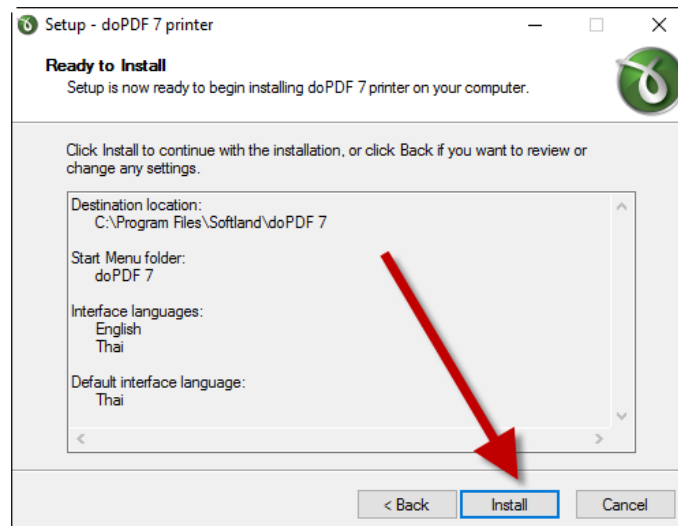 Setup - doPDF 7 printer
Ready to Install
Setup is now ready to begin installing doPDF 7 printer on your computer.
Click Install to continue with the installation, or click Back if you want to review or
change any settings.
Destination location:
C:\Program Files\Softland\doPDF 7
Start Menu folder:
doPDF 7
Interface languages:
English
Thai
Default interface language:
Thai
< Back
Install
Cancel